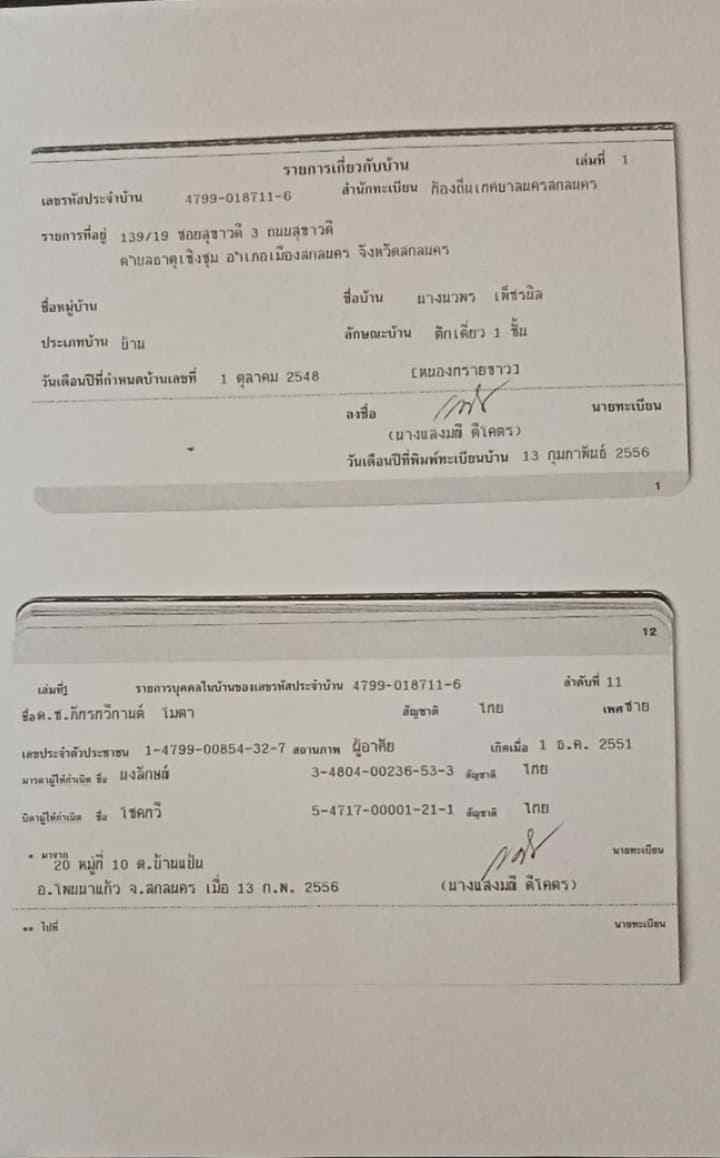 รายการเกี่ยวกับบ้าน เล่มที่ 1
เลขรหัสประจำบ้าน 4799-018711-6 สำนักทะเบียน ท้องถิ่นเทศบาลนครสกลนคร
รายการที่อยู่ 139/19 ซอยสุขาวดี 3 ถนนสุขาวดี
ตำบลธาตุเชิงชุม อำเภอเมืองสกลนคร จังหวัดสกลนคร
ชื่อหมู่บ้าน ชื่อบ้าน นางนวพร เพ็ชรนิล
ประเภทบ้าน บ้าน ลักษณะบ้าน ตึกเดี่ยว 1 ชั้น
วันเดือนปีที่กำหนดบ้านเลขที่ 1 ตุลาคม 2548 [หนองทรายขาว]
ลงชื่อ นายทะเบียน
(นางแสงมณี ดีโคตร)
วันเดือนปีที่พิมพ์ทะเบียนบ้าน 13 กุมภาพันธ์ 2556
1
12
เล่มที่1 รายการบุคคลในบ้านของเลขรหัสประจำบ้าน 4799-018711-6 ลำดับที่ 11
ชื่อ ด.ช.ภัทรกวีกานต์ โมตา สัญชาติ ไทย เพศ ชาย
เลขประจำตัวประชาชน 1-4799-00854-32-7 สถานภาพ ผู้อาศัย เกิดเมื่อ 1 ธ.ค. 2551
มารดาผู้ให้กำเนิด ชื่อ ผงลักษณ์ 3-4804-00236-53-3 สัญชาติ ไทย
บิดาผู้ให้กำเนิด ชื่อ โชคทวี 5-4717-00001-21-1 สัญชาติ ไทย
* มาจาก 20 หมู่ที่ 10 ต.บ้านแป้น นายทะเบียน
อ.โพนนาแก้ว จ.สกลนคร เมื่อ 13 ก.พ. 2556 (นางแสงมณี ดีโคตร)
** ไปที่ นายทะเบียน